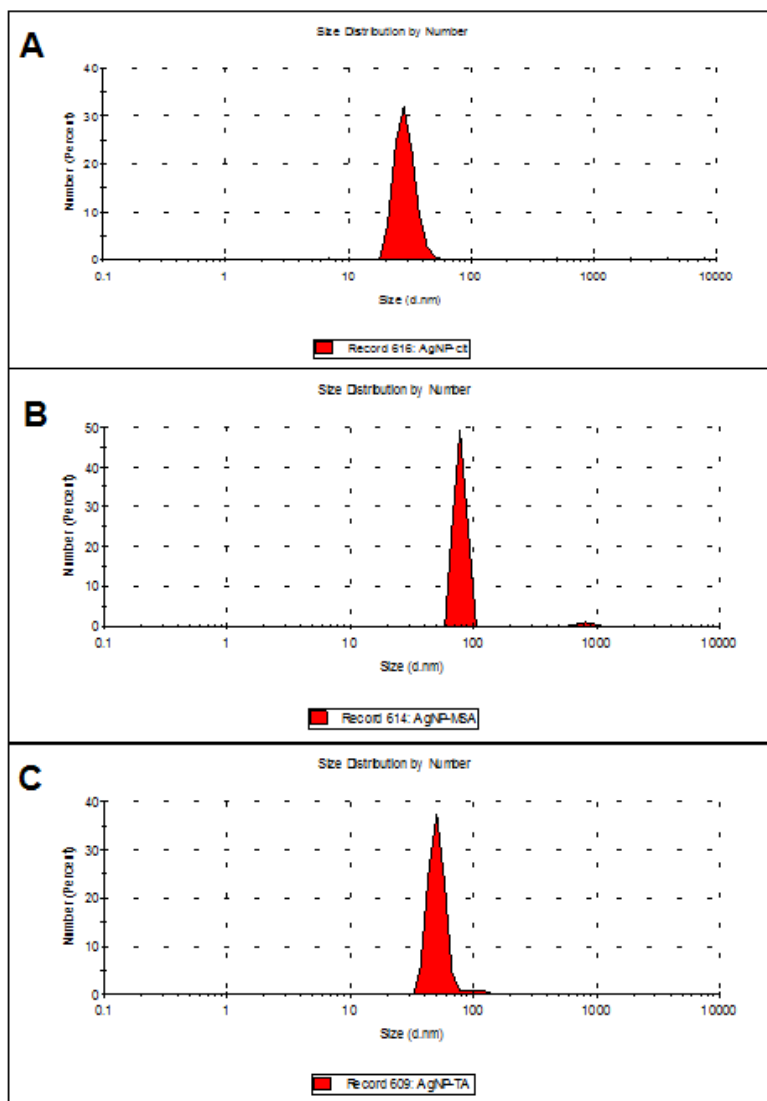 A
Size Distribution by Number
Number (Percent)
40
30
20
10
0
0.1 1 10 100 1000 10000
Size (d.nm)
Record 616: AgNP-cit
B
Size Distribution by Number
Number (Percent)
50
40
30
20
10
0
0.1 1 10 100 1000 10000
Size (d.nm)
Record 614: AgNP-MSA
C
Size Distribution by Number
Number (Percent)
40
30
20
10
0
0.1 1 10 100 1000 10000
Size (d.nm)
Record 609: AgNP-TA